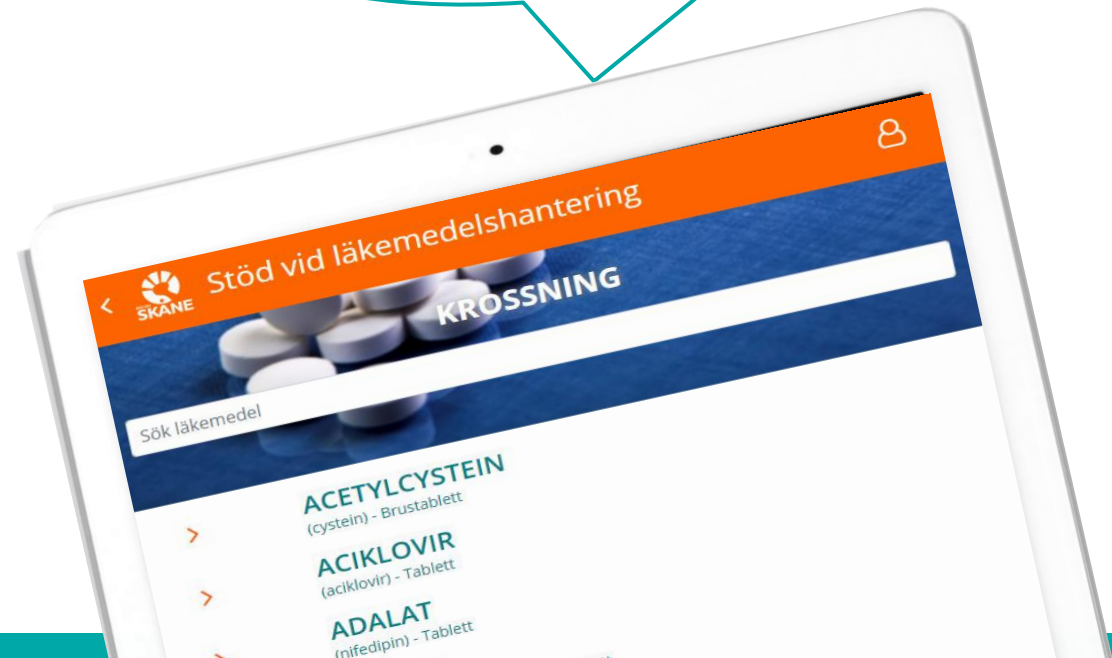 Stöd vid läkemedelshantering
SKÅNE
KROSSNING
Sök läkemedel
ACETYLCYSTEIN
(cystein) - Brustablett
ACIKLOVIR
(aciklovir) - Tablett
ADALAT
(nifedipin) - Tablett